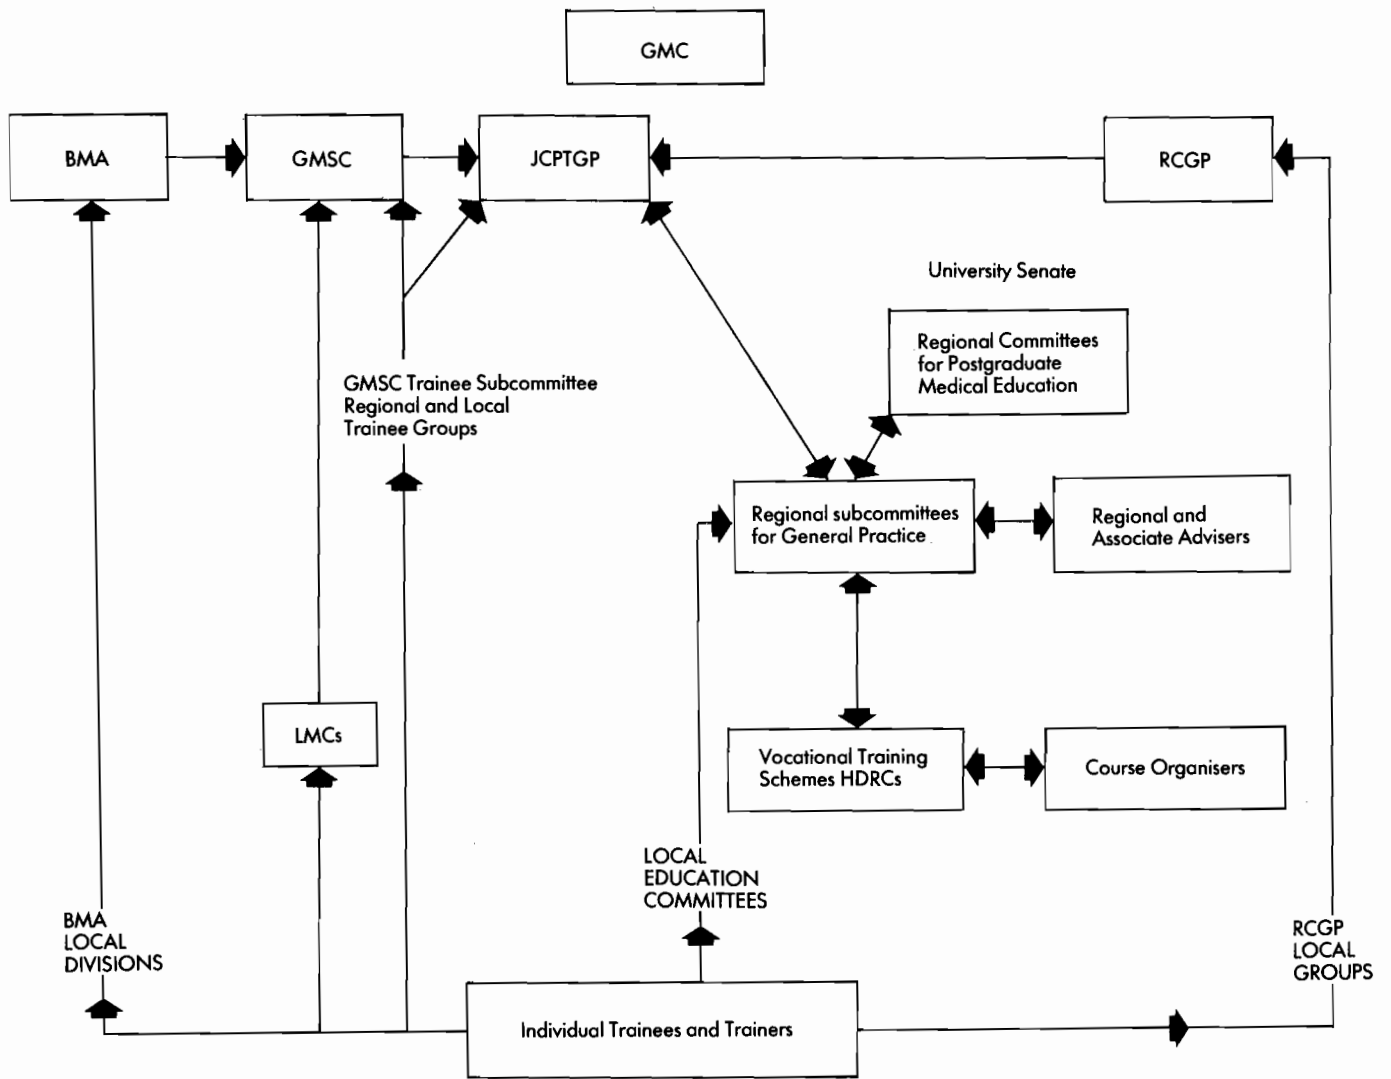 GMC
BMA
GMSC
JCPTGP
RCGP
University Senate
Regional Committees
for Postgraduate
Medical Education
GMSC Trainee Subcommittee
Regional and Local
Trainee Groups
Regional subcommittees
for General Practice
Regional and
Associate Advisers
LMCs
Vocational Training
Schemes HDRCs
Course Organisers
LOCAL
EDUCATION
COMMITTEES
BMA
LOCAL
DIVISIONS
RCGP
LOCAL
GROUPS
Individual Trainees and Trainers